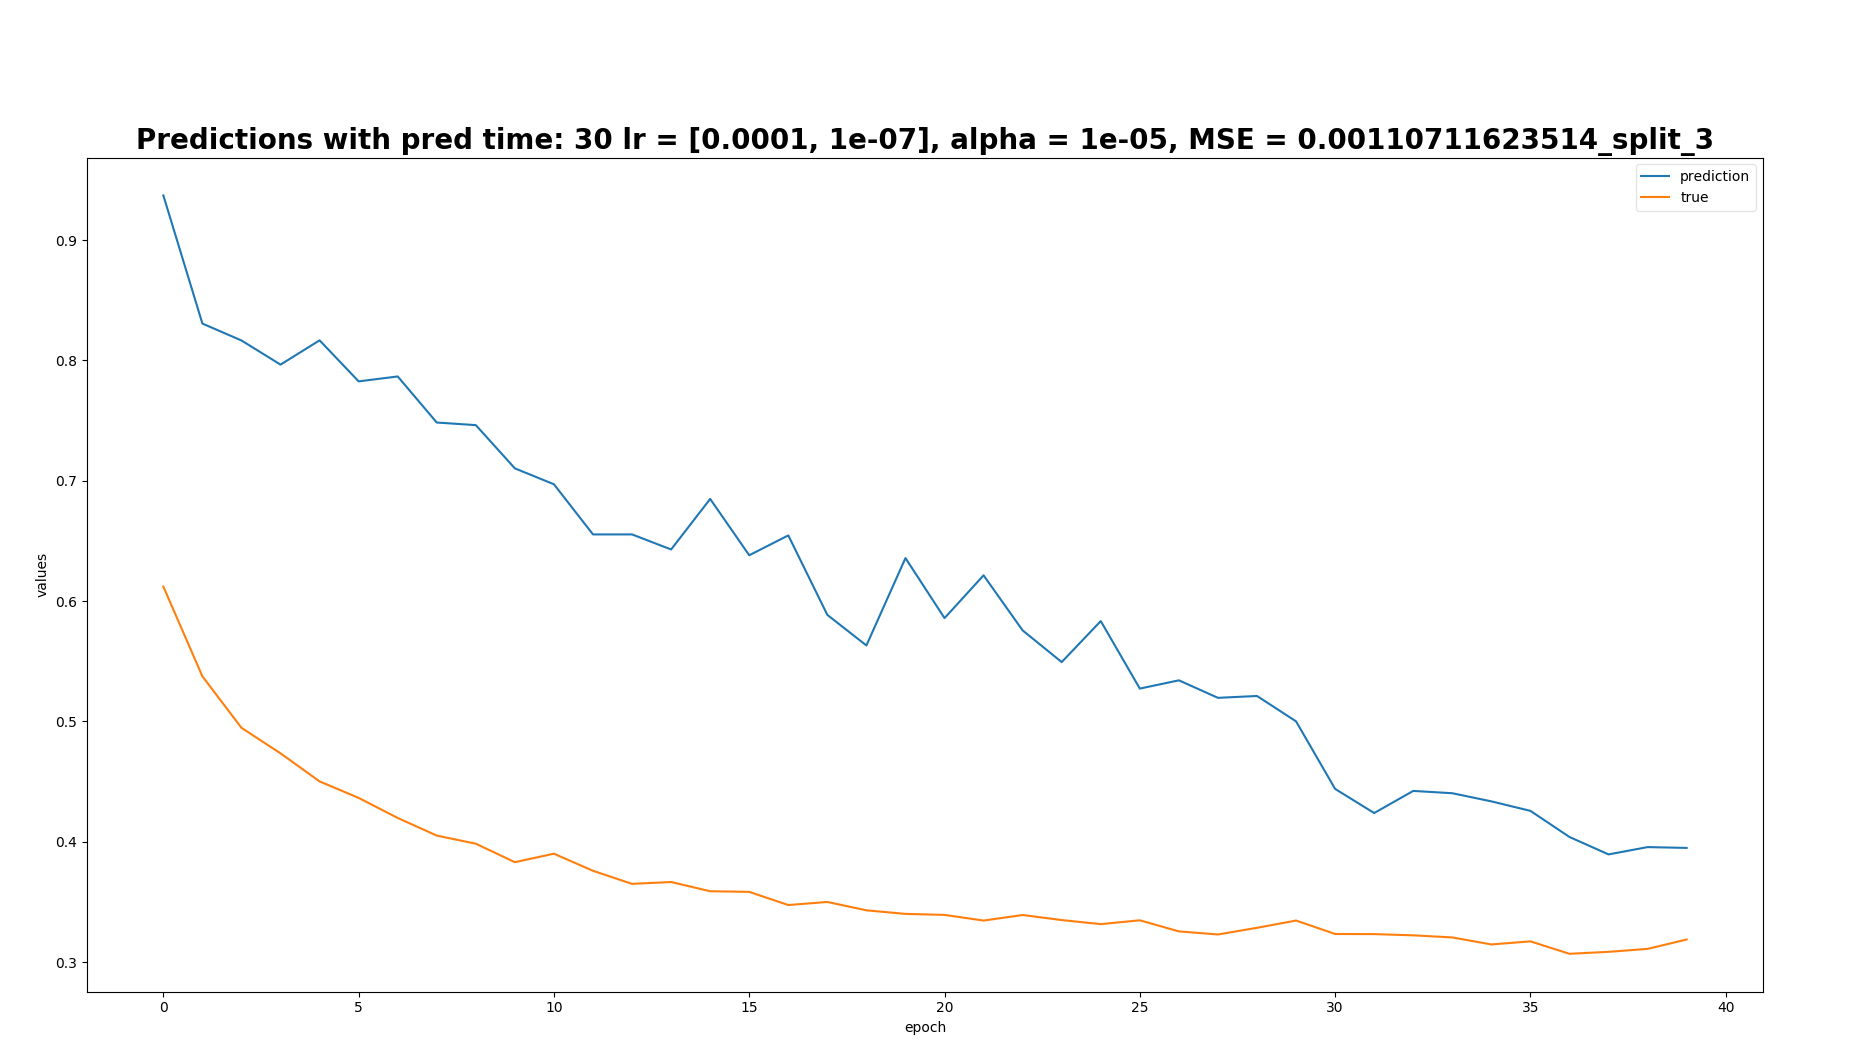 Predictions with pred time: 30 lr = [0.0001, 1e-07], alpha = 1e-05, MSE = 0.00110711623514_split_3
prediction
true
0.9
0.8
0.7
0.6
0.5
0.4
0.3
values
0 5 10 15 20 25 30 35 40
epoch